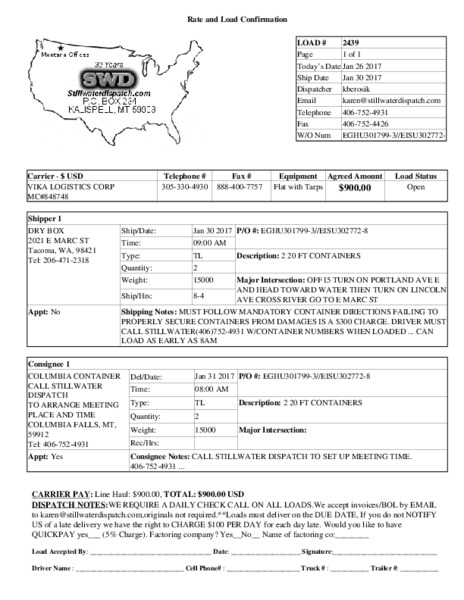 Rate and Load Confirmation
Montana Offices
30 Years
SWD
Stillwaterdispatch.com
P.O. BOX 234
KALISPELL, MT 59903
LOAD # 2439
Page 1 of 1
Today's Date Jan 26 2017
Ship Date Jan 30 2017
Dispatcher kberosik
Email karen@stillwaterdispatch.com
Telephone 406-752-4931
Fax 406-752-4426
W/O Num EGHU301799-3//EISU302772-
Carrier - $ USD Telephone # Fax # Equipment Agreed Amount Load Status
VIKA LOGISTICS CORP 305-330-4930 888-400-7757 Flat with Tarps $900.00 Open
MC#848748
Shipper 1
DRY BOX Ship/Date: Jan 30 2017 P/O #: EGHU301799-3//EISU302772-8
2021 E MARC ST Time: 09:00 AM
Tacoma, WA, 98421 Type: TL Description: 2 20 FT CONTAINERS
Tel: 206-471-2318
Quantity: 2
Weight: 15000 Major Intersection: OFF I5 TURN ON PORTLAND AVE E
AND HEAD TOWARD WATER THEN TURN ON LINCOLN
Ship/Hrs: 8-4 AVE CROSS RIVER GO TO E MARC ST
Appt: No Shipping Notes: MUST FOLLOW MANDATORY CONTAINER DIRECTIONS FAILING TO
PROPERLY SECURE CONTAINERS FROM DAMAGES IS A $300 CHARGE. DRIVER MUST
CALL STILLWATER(406)752-4931 W/CONTAINER NUMBERS WHEN LOADED ... CAN
LOAD AS EARLY AS 8AM
Consignee 1
COLUMBIA CONTAINER Del/Date: Jan 31 2017 P/O #: EGHU301799-3//EISU302772-8
CALL STILLWATER Time: 08:00 AM
DISPATCH
TO ARRANGE MEETING Type: TL Description: 2 20 FT CONTAINERS
PLACE AND TIME Quantity: 2
COLUMBIA FALLS, MT, Weight: 15000 Major Intersection:
59912
Tel: 406-752-4931 Rec/Hrs:
Appt: Yes Consignee Notes: CALL STILLWATER DISPATCH TO SET UP MEETING TIME.
406-752-4931 ...
CARRIER PAY: Line Haul: $900.00, TOTAL: $900.00 USD
DISPATCH NOTES:WE REQUIRE A DAILY CHECK CALL ON ALL LOADS.We accept invoices/BOL by EMAIL
to karen@stillwaterdispatch.com,originals not required.**Loads must deliver on the DUE DATE, If you do not NOTIFY
US of a late delivery we have the right to CHARGE $100 PER DAY for each day late. Would you like to have
QUICKPAY yes___ (5% Charge). Factoring company? Yes__No__ Name of factoring co:________
Load Accepted By: ______________________________ Date: __________________Signature:_________________________
Driver Name : ___________________________ Cell Phone# : ______________ Truck # : __________ Trailer #: __________